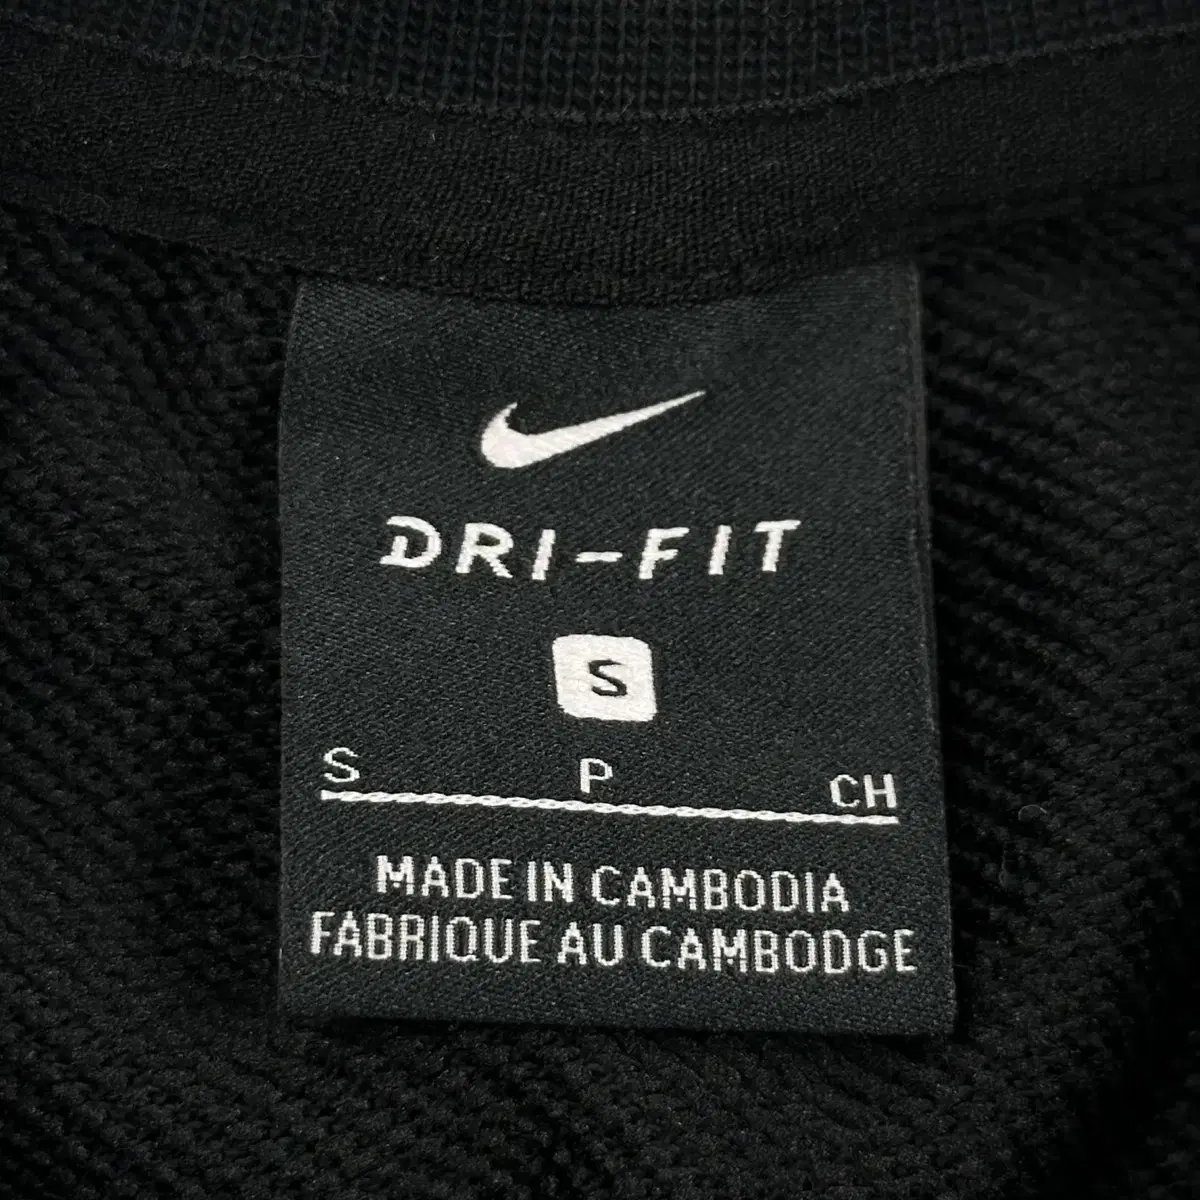 DRI-FIT
S
S P CH
MADE IN CAMBODIA
FABRIQUE AU CAMBODGE